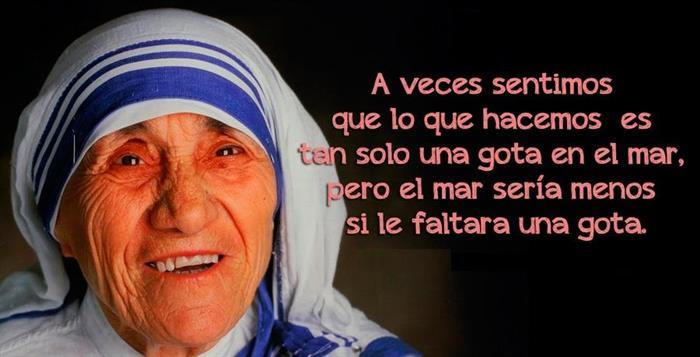 A veces sentimos
que lo que hacemos es
tan solo una gota en el mar,
pero el mar sería menos
si le faltara una gota.